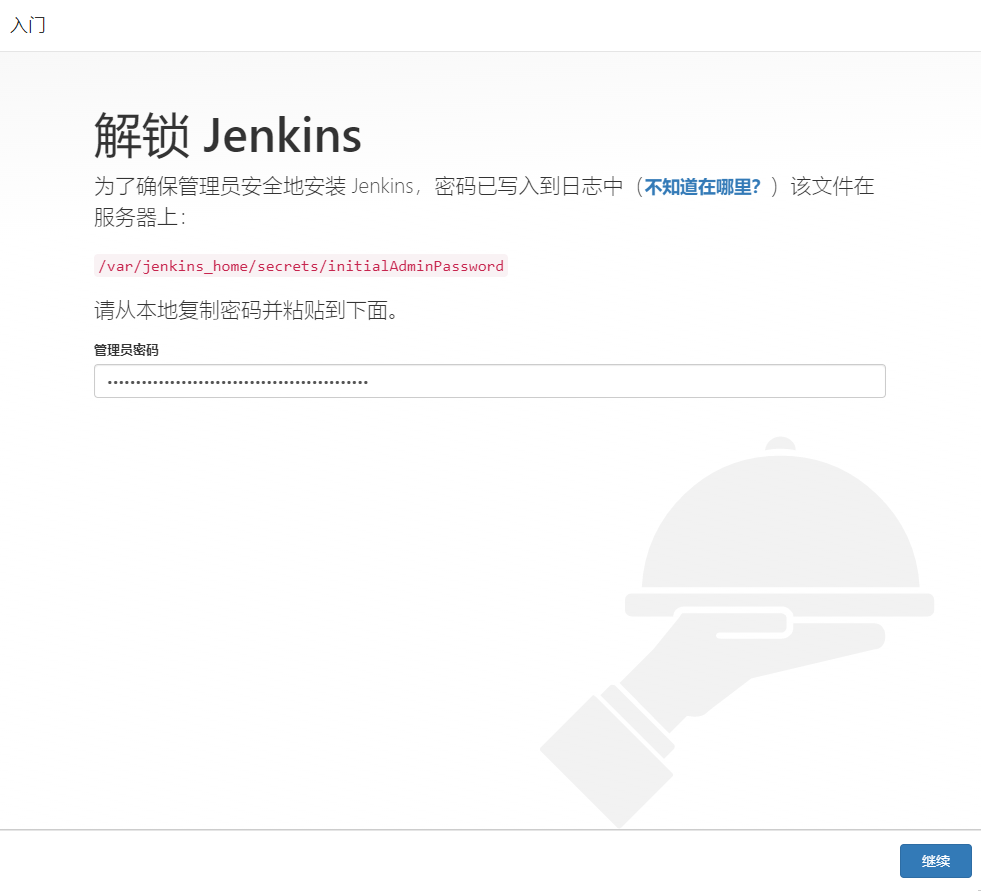 入门
解锁 Jenkins
为了确保管理员安全地安装 Jenkins，密码已写入到日志中（不知道在哪里？）该文件在
服务器上：
/var/jenkins_home/secrets/initialAdminPassword
请从本地复制密码并粘贴到下面。
管理员密码
继续